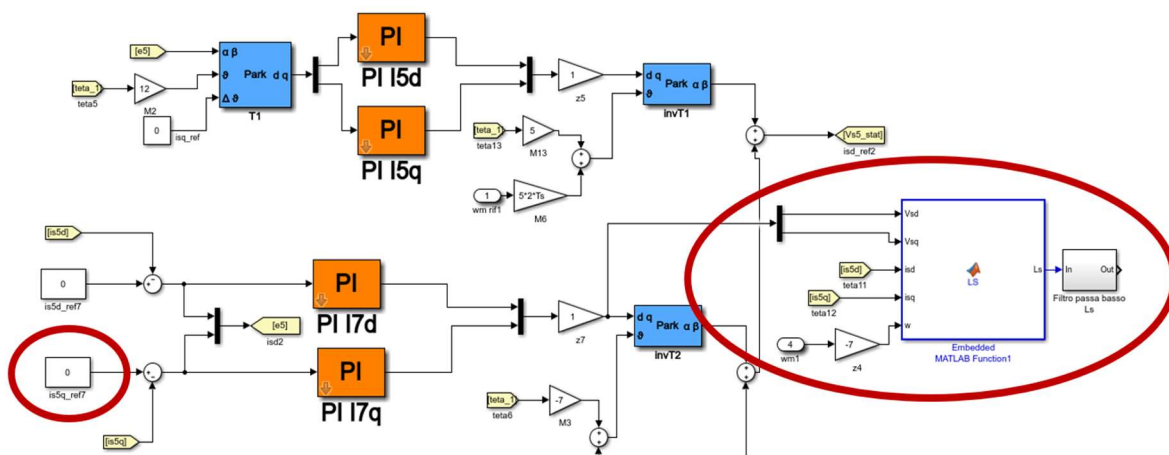 [e5]
[teta_1
teta5
12
M2
0
isq_ref
α β
ϑ
Δ ϑ
Park
d q
T1
PI
PI I5d
PI
PI I5q
1
z5
d q
ϑ
Park
α β
invT1
[teta_1
teta13
5
M13
1
wm rif1
5*2*Ts
M6
[Vs5_stat]
isd_ref2
[is5d]
0
is5d_ref7
0
is5q_ref7
[is5q]
[e5]
isd2
PI
PI I7d
PI
PI I7q
1
z7
d q
ϑ
Park
α β
invT2
[teta_1
teta6
-7
M3
Vsd
Vsq
[is5d]
teta11
isd
[is5q]
teta12
isq
4
wm1
-7
z4
w
LS
Ls
Embedded
MATLAB Function1
In
Out
Filtro passa basso
Ls